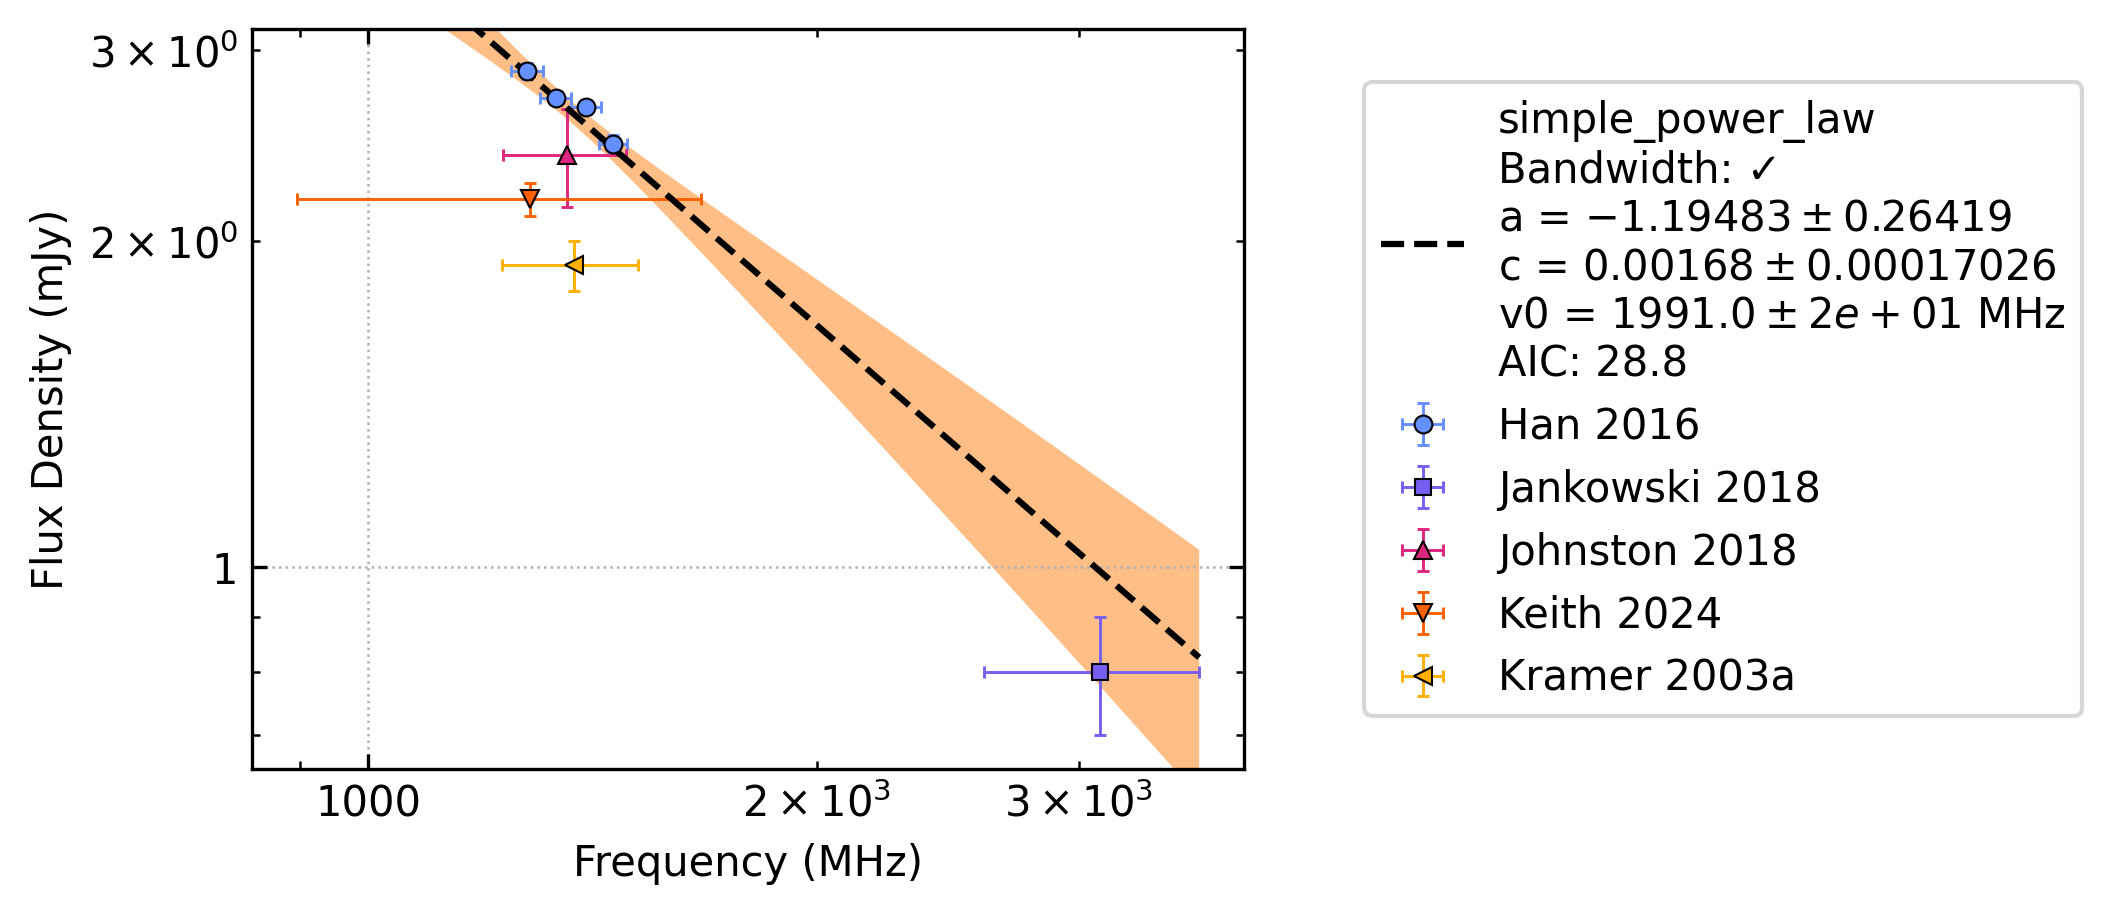 3 × 10⁰
2 × 10⁰
1
Flux Density (mJy)
1000
2 × 10³
3 × 10³
Frequency (MHz)
simple_power_law
Bandwidth: ✓
a = −1.19483 ± 0.26419
c = 0.00168 ± 0.00017026
v0 = 1991.0 ± 2e + 01 MHz
AIC: 28.8
Han 2016
Jankowski 2018
Johnston 2018
Keith 2024
Kramer 2003a